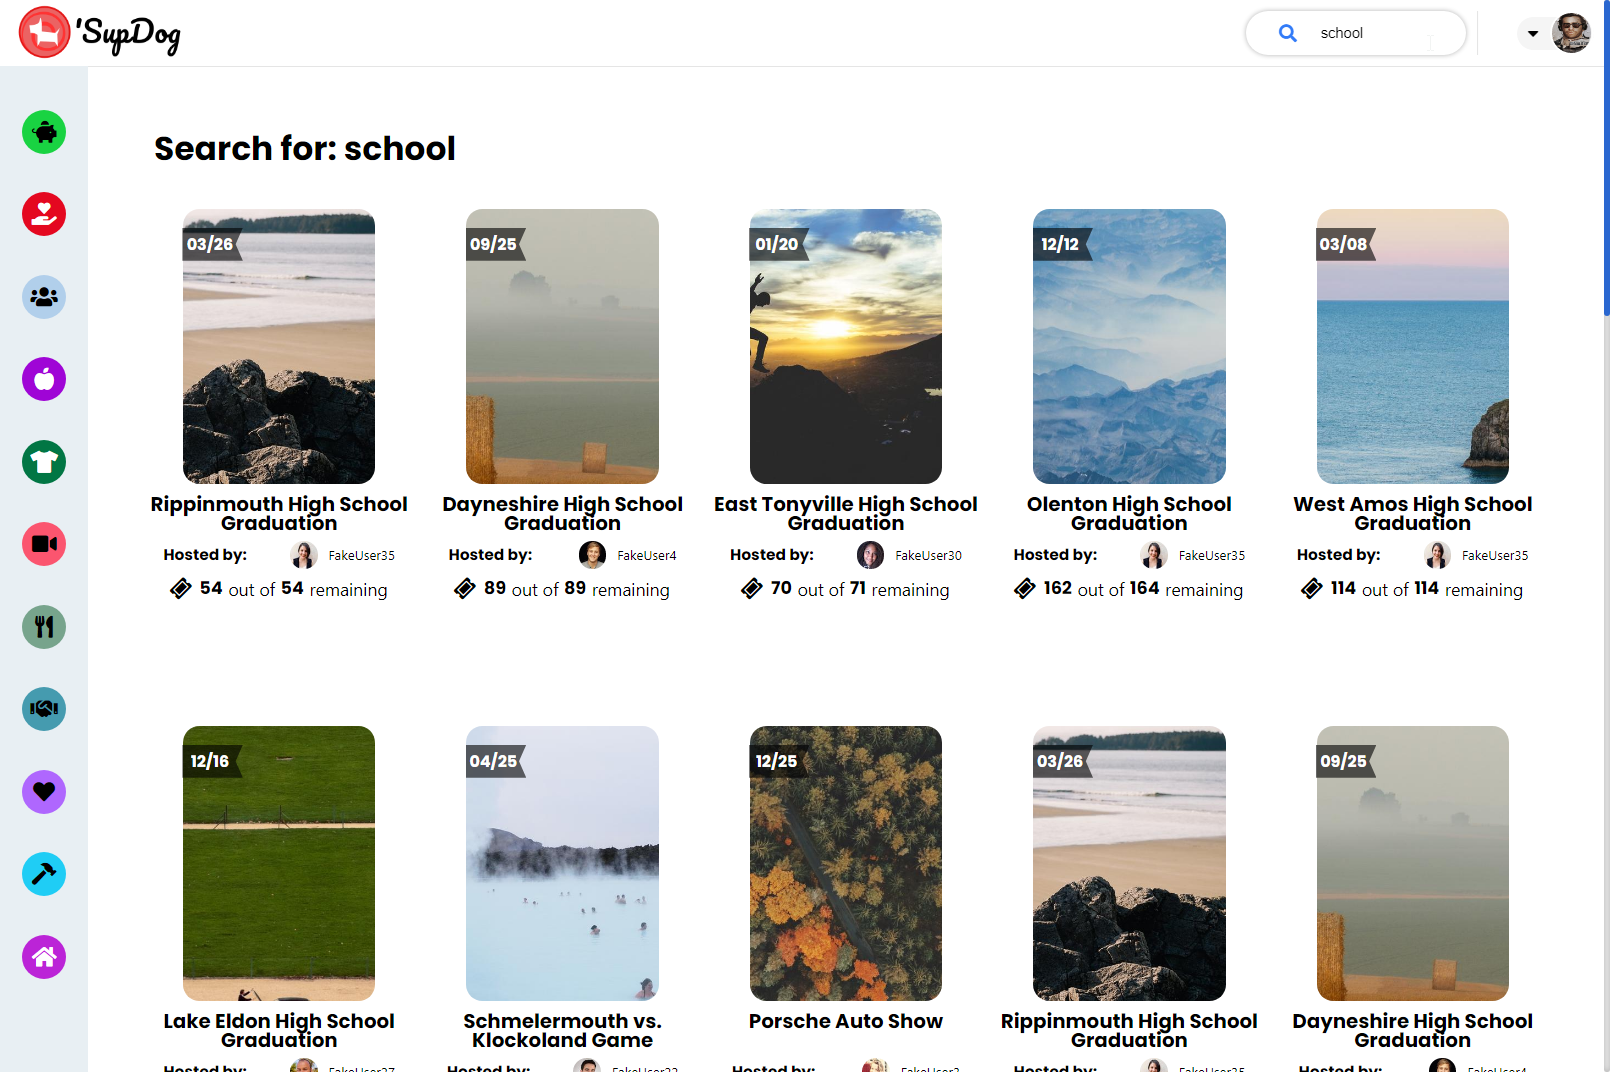 'SupDog
school
Search for: school
03/26
09/25
01/20
12/12
03/08
Rippinmouth High School
Graduation
Hosted by: FakeUser35
54 out of 54 remaining
Dayneshire High School
Graduation
Hosted by: FakeUser4
89 out of 89 remaining
East Tonyville High School
Graduation
Hosted by: FakeUser30
70 out of 71 remaining
Olenton High School
Graduation
Hosted by: FakeUser35
162 out of 164 remaining
West Amos High School
Graduation
Hosted by: FakeUser35
114 out of 114 remaining
12/16
04/25
12/25
03/26
09/25
Lake Eldon High School
Graduation
Hosted by: FakeUser27
Schmelermouth vs.
Klockoland Game
Hosted by: FakeUser22
Porsche Auto Show
Hosted by: FakeUser2
Rippinmouth High School
Graduation
Hosted by: FakeUser35
Dayneshire High School
Graduation
Hosted by: FakeUser4